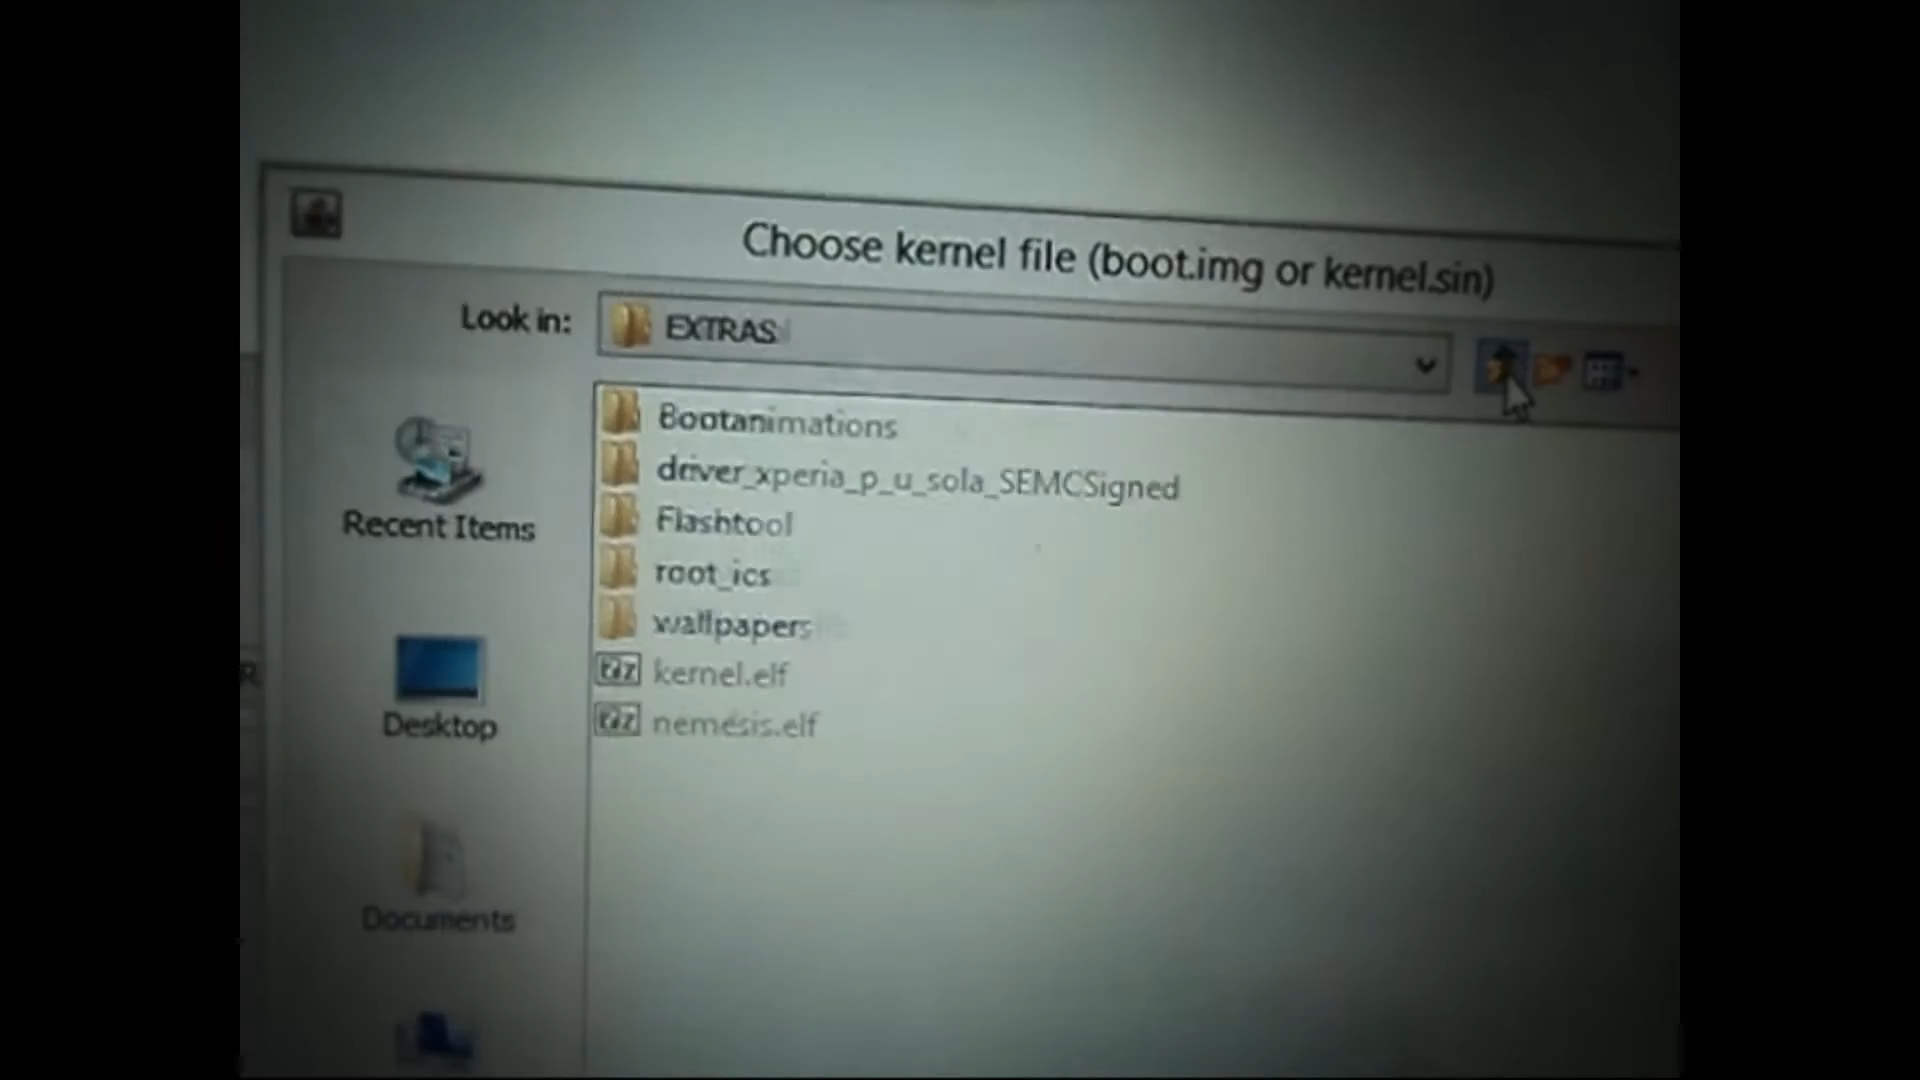 Choose kernel file (boot.img or kernel.sin)
Look in: EXTRAS
Bootanimations
driver_xperia_p_u_sola_SEMCSigned
Flashtool
root_ics
wallpapers
kernel.elf
nemesis.elf
Recent Items
Desktop
Documents
R